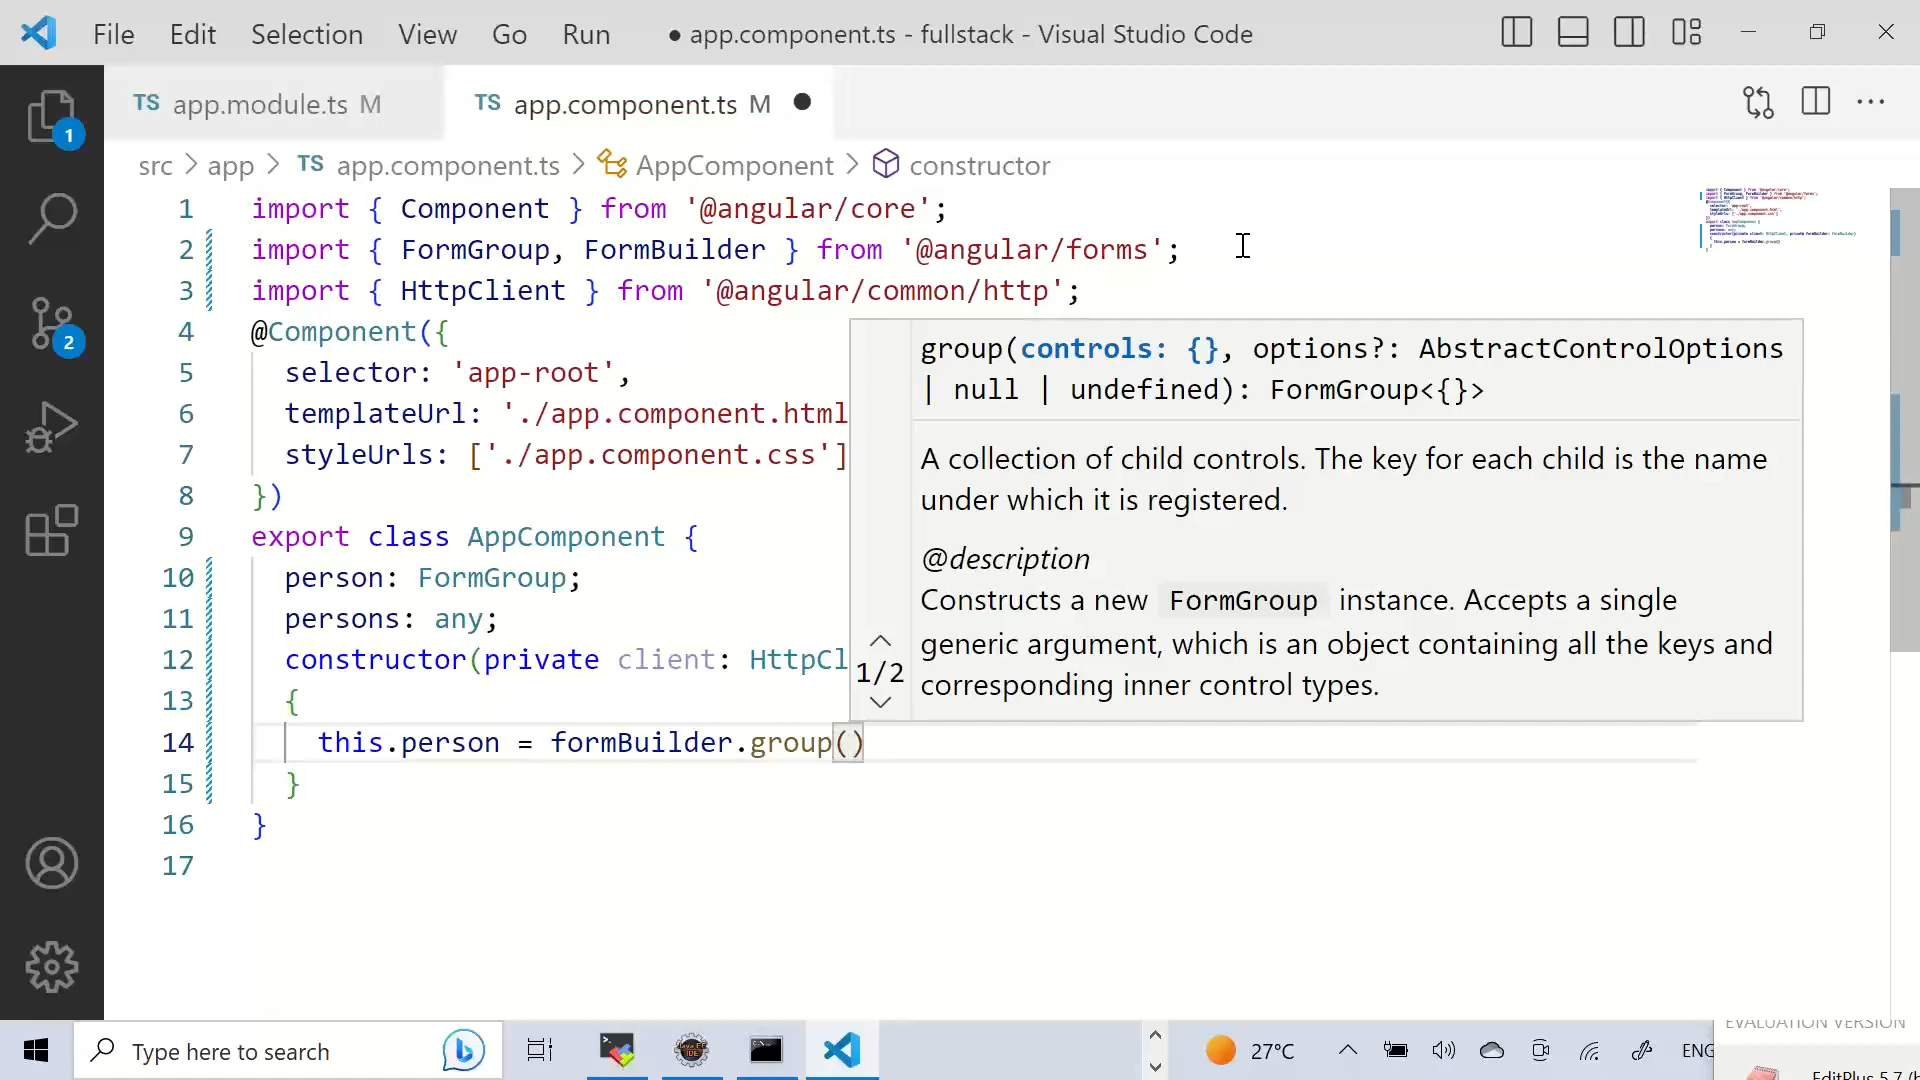 File Edit Selection View Go Run ● app.component.ts - fullstack - Visual Studio Code
TS app.module.ts M TS app.component.ts M
src > app > TS app.component.ts > AppComponent > constructor
1 import { Component } from '@angular/core';
2 import { FormGroup, FormBuilder } from '@angular/forms';
3 import { HttpClient } from '@angular/common/http';
4 @Component({
5 selector: 'app-root',
6 templateUrl: './app.component.html
7 styleUrls: ['./app.component.css']
8 })
9 export class AppComponent {
10 person: FormGroup;
11 persons: any;
12 constructor(private client: HttpCl
13 {
14 this.person = formBuilder.group()
15 }
16 }
17
group(controls: {}, options?: AbstractControlOptions
| null | undefined): FormGroup<{}>
A collection of child controls. The key for each child is the name
under which it is registered.
@description
Constructs a new FormGroup instance. Accepts a single
generic argument, which is an object containing all the keys and
corresponding inner control types.
1/2
1
2
Type here to search
27°C
ENG
EVALUATION VERSION
EditPlus 5.7